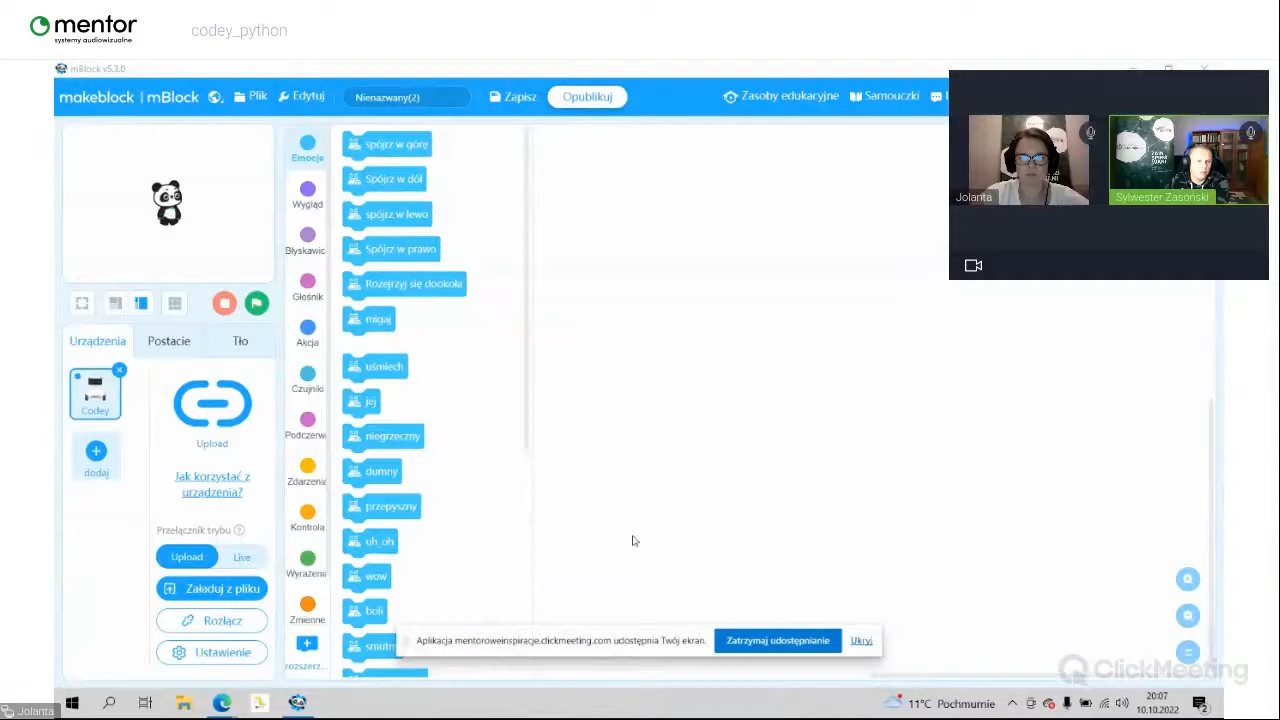 mentor
systemy audiowizualne
codey_python
mBlock v5.3.0
makeblock | mBlock
Plik
Edytuj
Nienazwany(2)
Zapisz
Opublikuj
Zasoby edukacyjne
Samouczki
Jolanta
Sylwester Zasoński
Emocje
Wygląd
Błyskawic
Głośnik
Akcja
Czujniki
Podczerw
Zdarzenia
Kontrola
Wyrażenia
Zmienne
rozszerz...
spójrz w górę
Spójrz w dół
spójrz w lewo
Spójrz w prawo
Rozejrzyj się dookoła
migaj
uśmiech
jej
niegrzeczny
dumny
przepyszny
uh_oh
wow
boli
smutn
Urządzenia
Postacie
Tło
Codey
dodaj
Upload
Jak korzystać z
urządzenia?
Przełącznik trybu
Upload
Live
Załaduj z pliku
Rozłącz
Ustawienie
Aplikacja mentoroweinspiracje.clickmeeting.com udostępnia Twój ekran.
Zatrzymaj udostępnianie
Ukryj
ClickMeeting
11°C Pochmurnie
20:07
10.10.2022
2
Jolanta